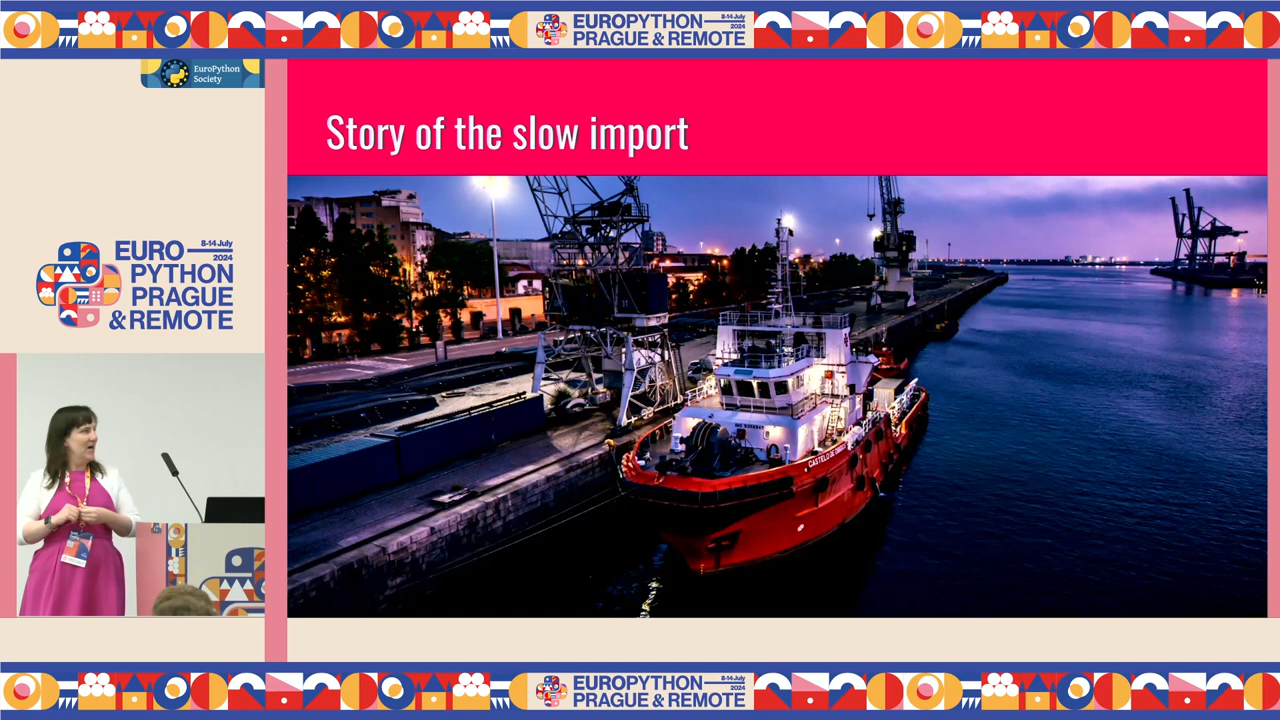 EUROPYTHON
8-14 July
2024
PRAGUE & REMOTE
EuroPython
Society
Story of the slow import
EURO
8-14 July
2024
PYTHON
PRAGUE
& REMOTE
EUROPYTHON
8-14 July
2024
PRAGUE & REMOTE